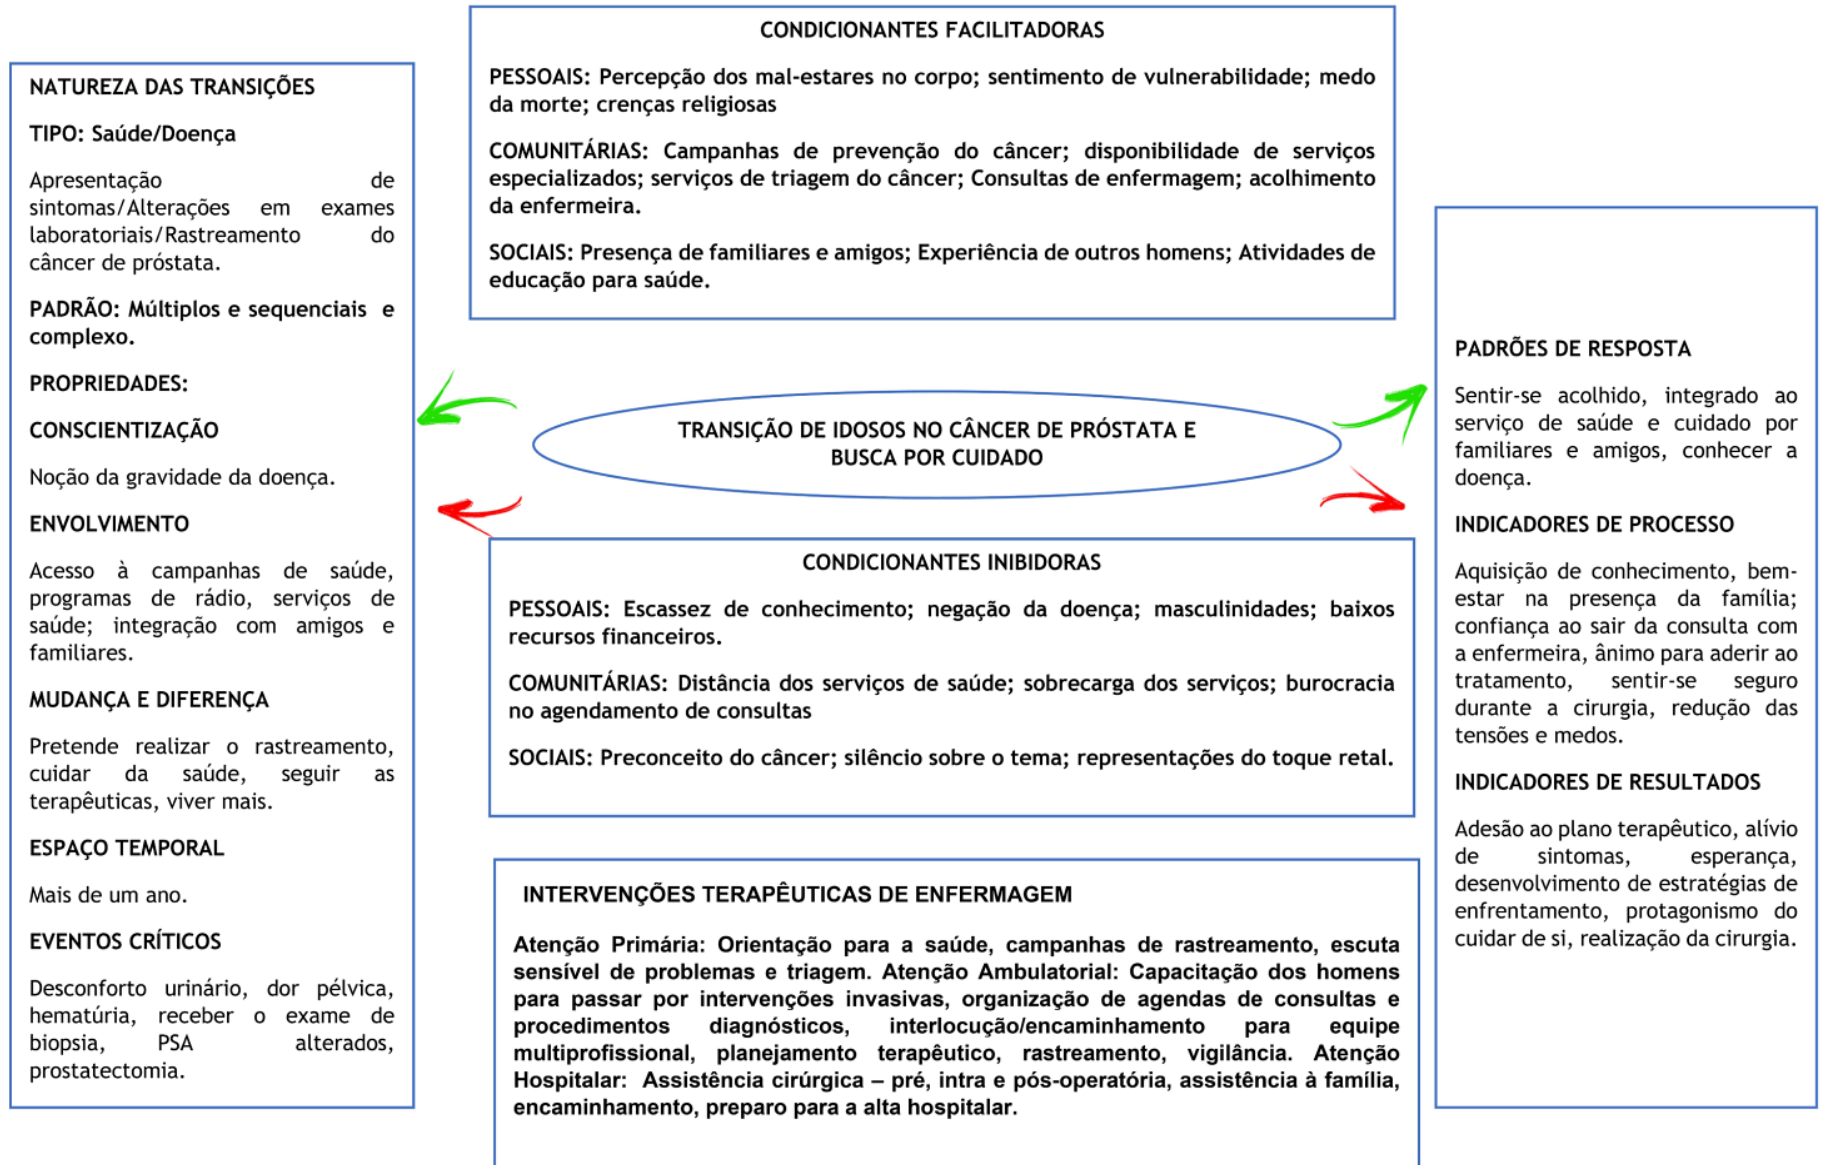 NATUREZA DAS TRANSIÇÕES
TIPO: Saúde/Doença
Apresentação de
sintomas/Alterações em exames
laboratoriais/Rastreamento do
câncer de próstata.
PADRÃO: Múltiplos e sequenciais e
complexo.
PROPRIEDADES:
CONSCIENTIZAÇÃO
Noção da gravidade da doença.
ENVOLVIMENTO
Acesso à campanhas de saúde,
programas de rádio, serviços de
saúde; integração com amigos e
familiares.
MUDANÇA E DIFERENÇA
Pretende realizar o rastreamento,
cuidar da saúde, seguir as
terapêuticas, viver mais.
ESPAÇO TEMPORAL
Mais de um ano.
EVENTOS CRÍTICOS
Desconforto urinário, dor pélvica,
hematúria, receber o exame de
biopsia, PSA alterados,
prostatectomia.
CONDICIONANTES FACILITADORAS
PESSOAIS: Percepção dos mal-estares no corpo; sentimento de vulnerabilidade; medo
da morte; crenças religiosas
COMUNITÁRIAS: Campanhas de prevenção do câncer; disponibilidade de serviços
especializados; serviços de triagem do câncer; Consultas de enfermagem; acolhimento
da enfermeira.
SOCIAIS: Presença de familiares e amigos; Experiência de outros homens; Atividades de
educação para saúde.
TRANSIÇÃO DE IDOSOS NO CÂNCER DE PRÓSTATA E
BUSCA POR CUIDADO
CONDICIONANTES INIBIDORAS
PESSOAIS: Escassez de conhecimento; negação da doença; masculinidades; baixos
recursos financeiros.
COMUNITÁRIAS: Distância dos serviços de saúde; sobrecarga dos serviços; burocracia
no agendamento de consultas
SOCIAIS: Preconceito do câncer; silêncio sobre o tema; representações do toque retal.
INTERVENÇÕES TERAPÊUTICAS DE ENFERMAGEM
Atenção Primária: Orientação para a saúde, campanhas de rastreamento, escuta
sensível de problemas e triagem. Atenção Ambulatorial: Capacitação dos homens
para passar por intervenções invasivas, organização de agendas de consultas e
procedimentos diagnósticos, interlocução/encaminhamento para equipe
multiprofissional, planejamento terapêutico, rastreamento, vigilância. Atenção
Hospitalar: Assistência cirúrgica – pré, intra e pós-operatória, assistência à família,
encaminhamento, preparo para a alta hospitalar.
PADRÕES DE RESPOSTA
Sentir-se acolhido, integrado ao
serviço de saúde e cuidado por
familiares e amigos, conhecer a
doença.
INDICADORES DE PROCESSO
Aquisição de conhecimento, bem-
estar na presença da família;
confiança ao sair da consulta com
a enfermeira, ânimo para aderir ao
tratamento, sentir-se seguro
durante a cirurgia, redução das
tensões e medos.
INDICADORES DE RESULTADOS
Adesão ao plano terapêutico, alívio
de sintomas, esperança,
desenvolvimento de estratégias de
enfrentamento, protagonismo do
cuidar de si, realização da cirurgia.